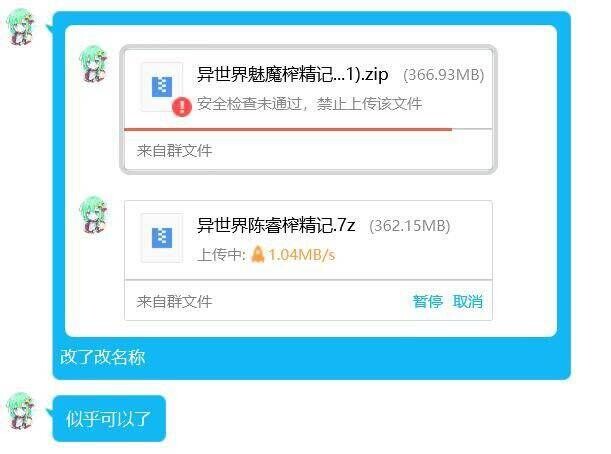 异世界魅魔榨精记...1).zip (366.93MB)
安全检查未通过，禁止上传该文件
来自群文件
异世界陈睿榨精记.7z (362.15MB)
上传中: 1.04MB/s
来自群文件 暂停 取消
改了改名称
似乎可以了